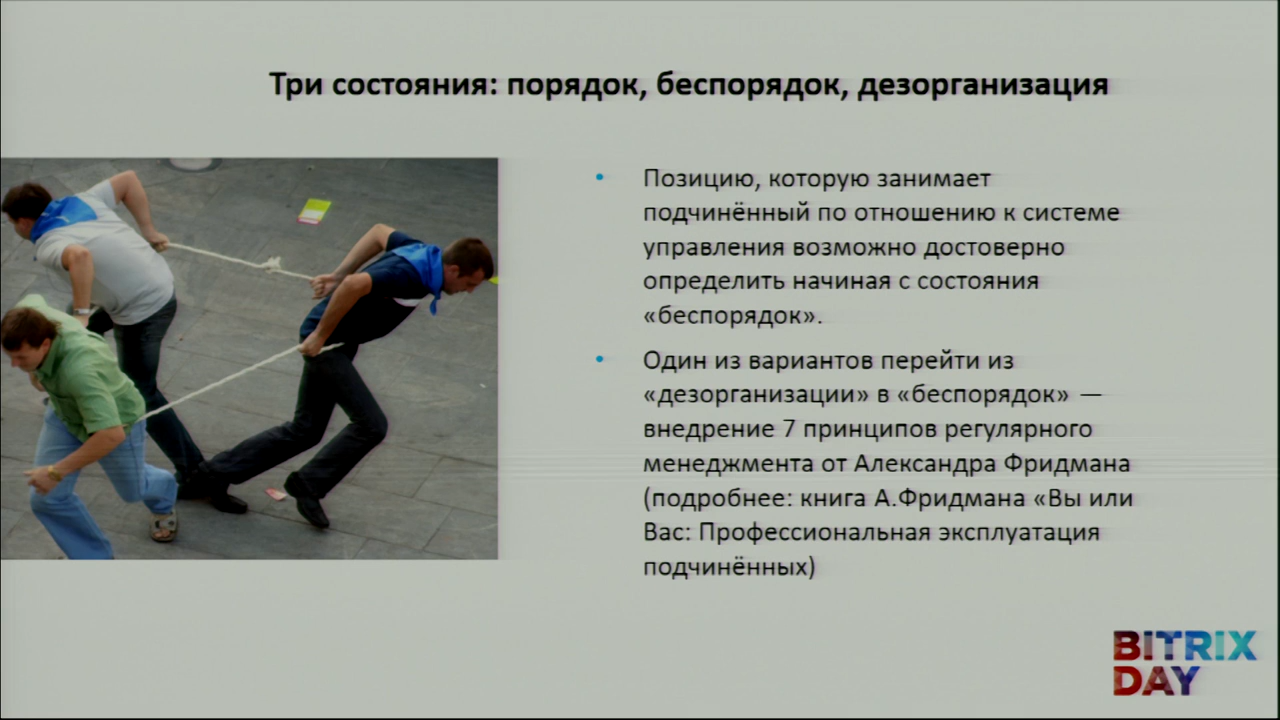 Три состояния: порядок, беспорядок, дезорганизация
• Позицию, которую занимает
подчинённый по отношению к системе
управления возможно достоверно
определить начиная с состояния
«беспорядок».
• Один из вариантов перейти из
«дезорганизации» в «беспорядок» —
внедрение 7 принципов регулярного
менеджмента от Александра Фридмана
(подробнее: книга А.Фридмана «Вы или
Вас: Профессиональная эксплуатация
подчинённых)
BITRIX
DAY